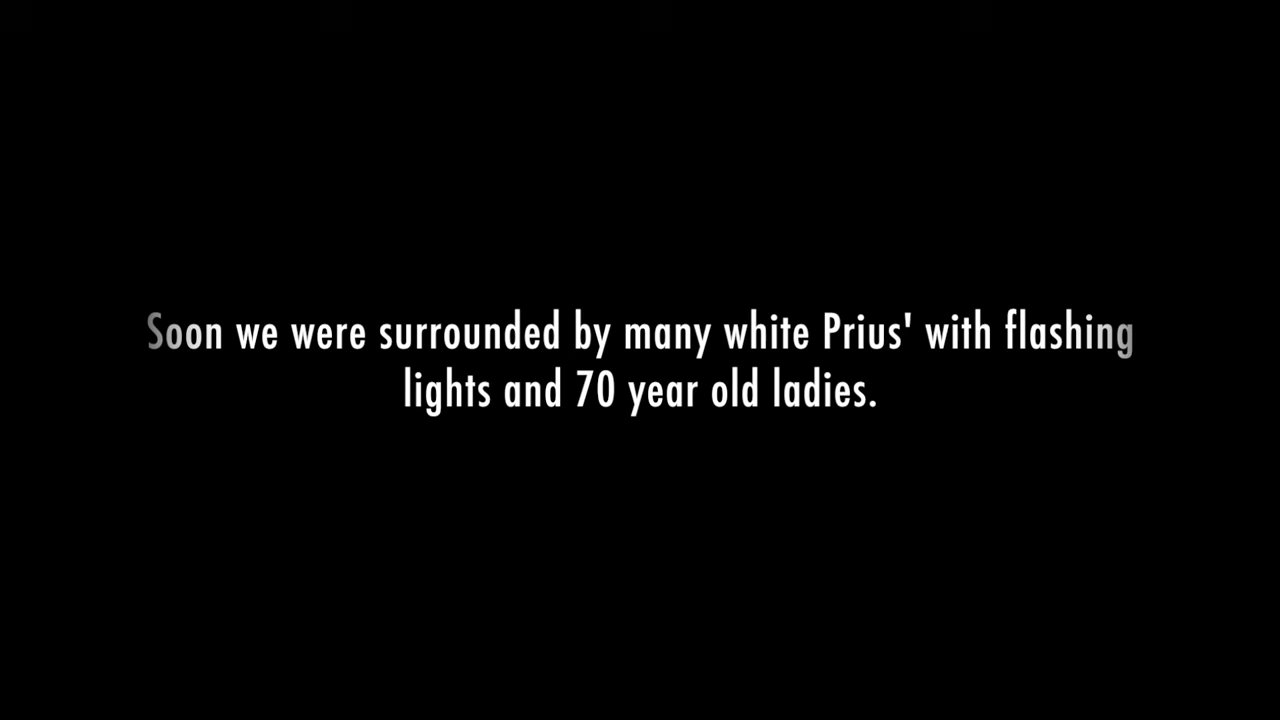 Soon we were surrounded by many white Prius' with flashing
lights and 70 year old ladies.